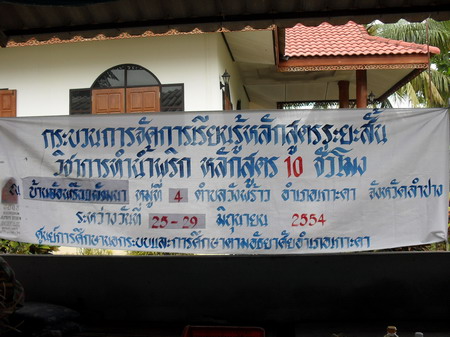 กระบวนการจัดการเรียนรู้หลักสูตรระยะสั้น
วิชาการทำน้ำพริก หลักสูตร 10 ชั่วโมง
หมู่ที่ 4 ตำบลวังพร้าว อำเภอเกาะคา จังหวัดลำปาง
ระหว่างวันที่ 25-29 มิถุนายน 2554
ศูนย์การศึกษานอกระบบและการศึกษาตามอัธยาศัยอำเภอเกาะคา